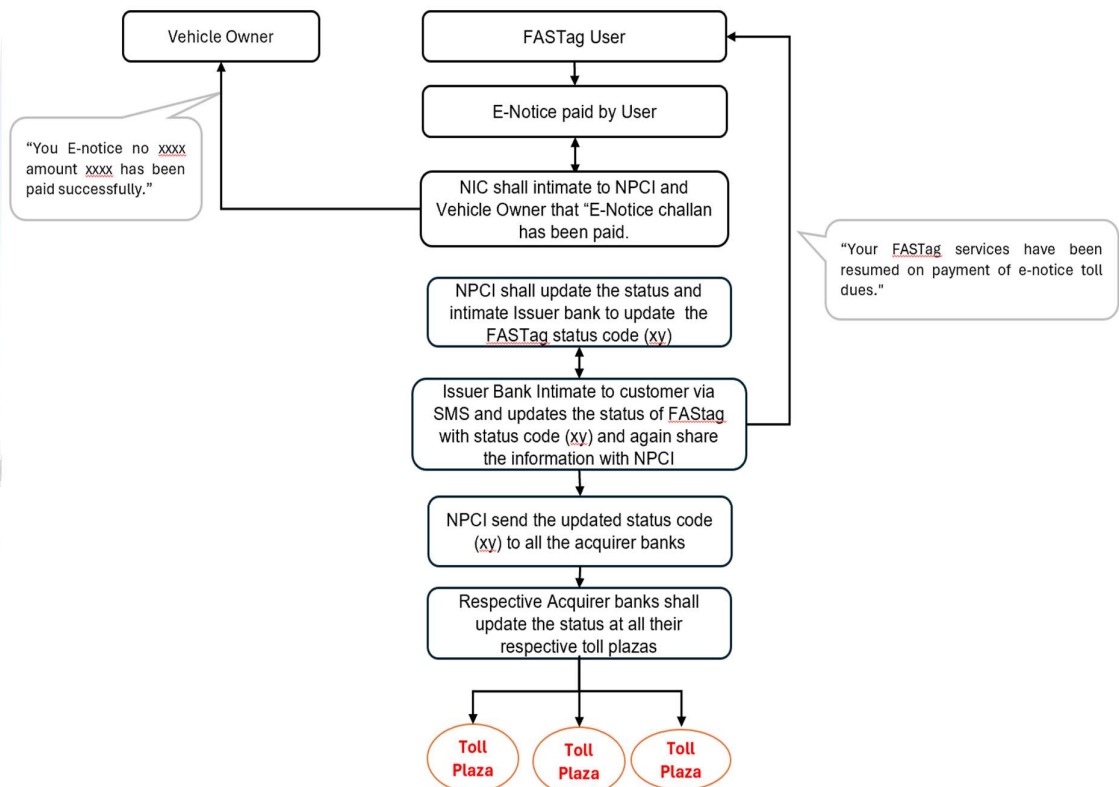 Vehicle Owner
FASTag User
E-Notice paid by User
“You E-notice no xxxx
amount xxxx has been
paid successfully.”
NIC shall intimate to NPCI and
Vehicle Owner that “E-Notice challan
has been paid.
“Your FASTag services have been
resumed on payment of e-notice toll
dues."
NPCI shall update the status and
intimate Issuer bank to update the
FASTag status code (xy)
Issuer Bank Intimate to customer via
SMS and updates the status of FAStag
with status code (xy) and again share
the information with NPCI
NPCI send the updated status code
(xy) to all the acquirer banks
Respective Acquirer banks shall
update the status at all their
respective toll plazas
Toll
Plaza
Toll
Plaza
Toll
Plaza